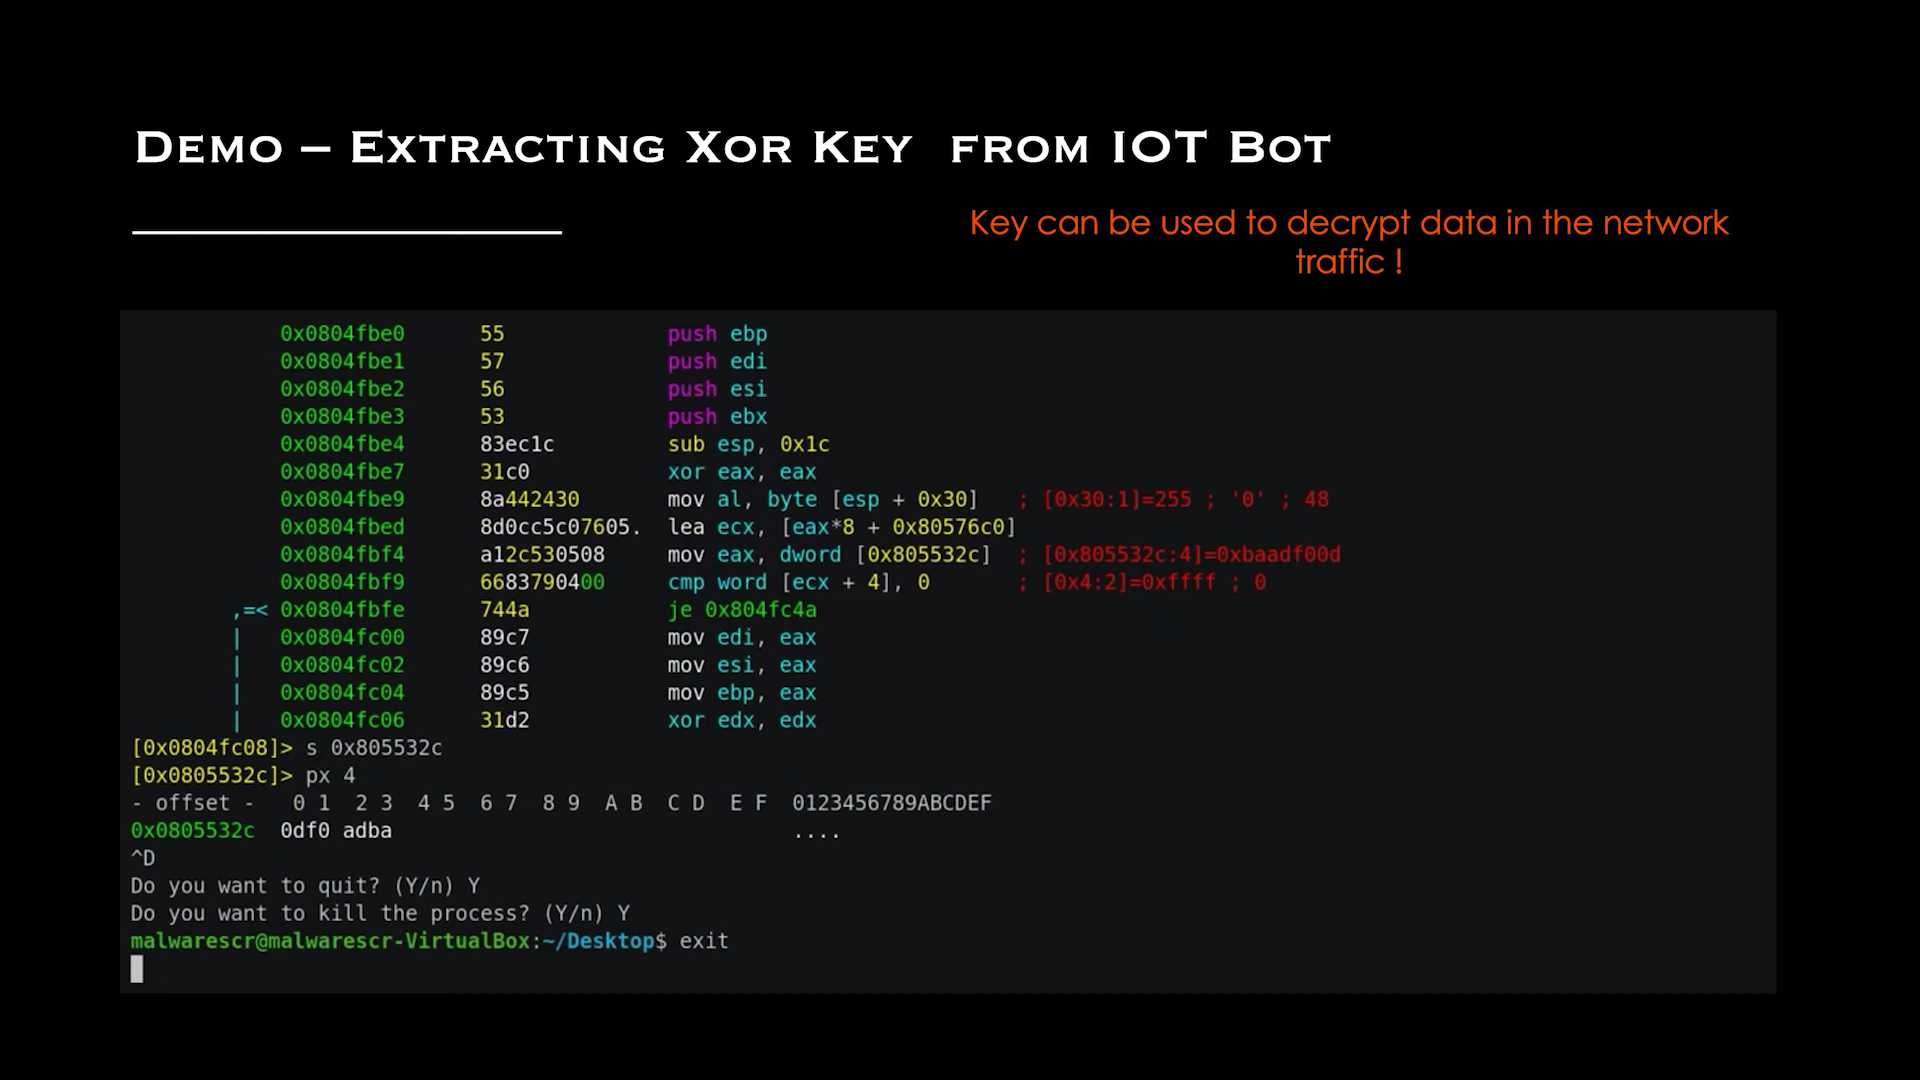 Demo – Extracting Xor Key from IOT Bot
Key can be used to decrypt data in the network
traffic !
0x0804fbe0 55 push ebp
0x0804fbe1 57 push edi
0x0804fbe2 56 push esi
0x0804fbe3 53 push ebx
0x0804fbe4 83ec1c sub esp, 0x1c
0x0804fbe7 31c0 xor eax, eax
0x0804fbe9 8a442430 mov al, byte [esp + 0x30] ; [0x30:1]=255 ; '0' ; 48
0x0804fbed 8d0cc5c07605. lea ecx, [eax*8 + 0x80576c0]
0x0804fbf4 a12c530508 mov eax, dword [0x805532c] ; [0x805532c:4]=0xbaadf00d
0x0804fbf9 6683790400 cmp word [ecx + 4], 0 ; [0x4:2]=0xffff ; 0
,=< 0x0804fbfe 744a je 0x804fc4a
| 0x0804fc00 89c7 mov edi, eax
| 0x0804fc02 89c6 mov esi, eax
| 0x0804fc04 89c5 mov ebp, eax
| 0x0804fc06 31d2 xor edx, edx
[0x0804fc08]> s 0x805532c
[0x0805532c]> px 4
- offset - 0 1 2 3 4 5 6 7 8 9 A B C D E F 0123456789ABCDEF
0x0805532c 0df0 adba ....
^D
Do you want to quit? (Y/n) Y
Do you want to kill the process? (Y/n) Y
malwarescr@malwarescr-VirtualBox:~/Desktop$ exit